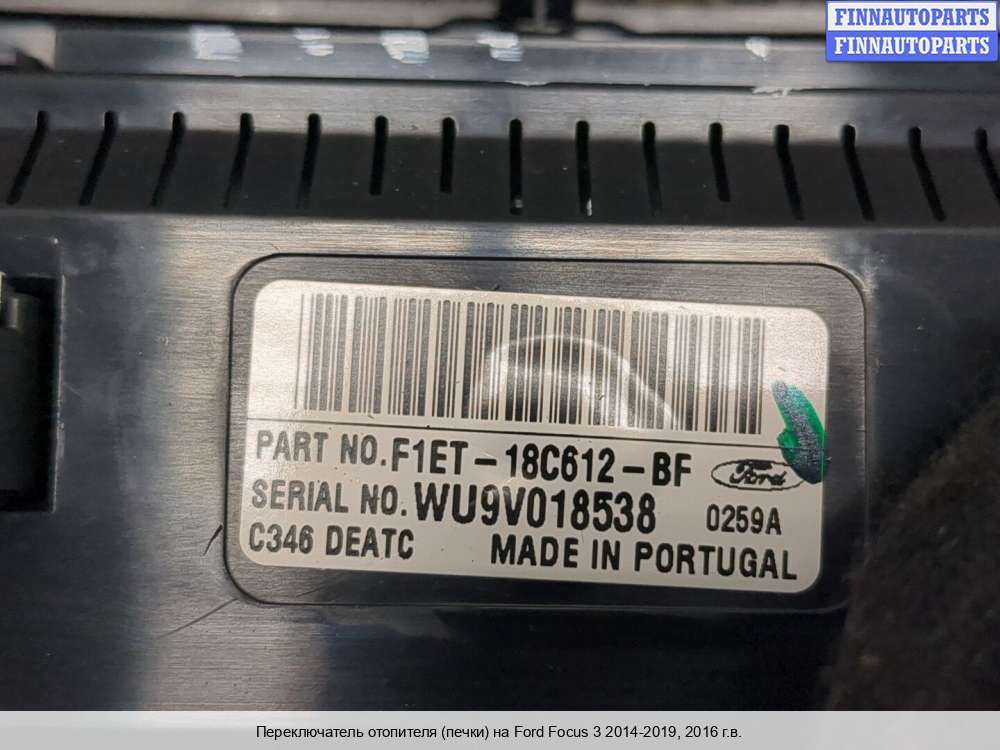 FINNAUTOPARTS
FINNAUTOPARTS
PART NO. F1ET-18C612-BF Ford
SERIAL NO. WU9V018538 0259A
C346 DEATC MADE IN PORTUGAL
Переключатель отопителя (печки) на Ford Focus 3 2014-2019, 2016 г.в.